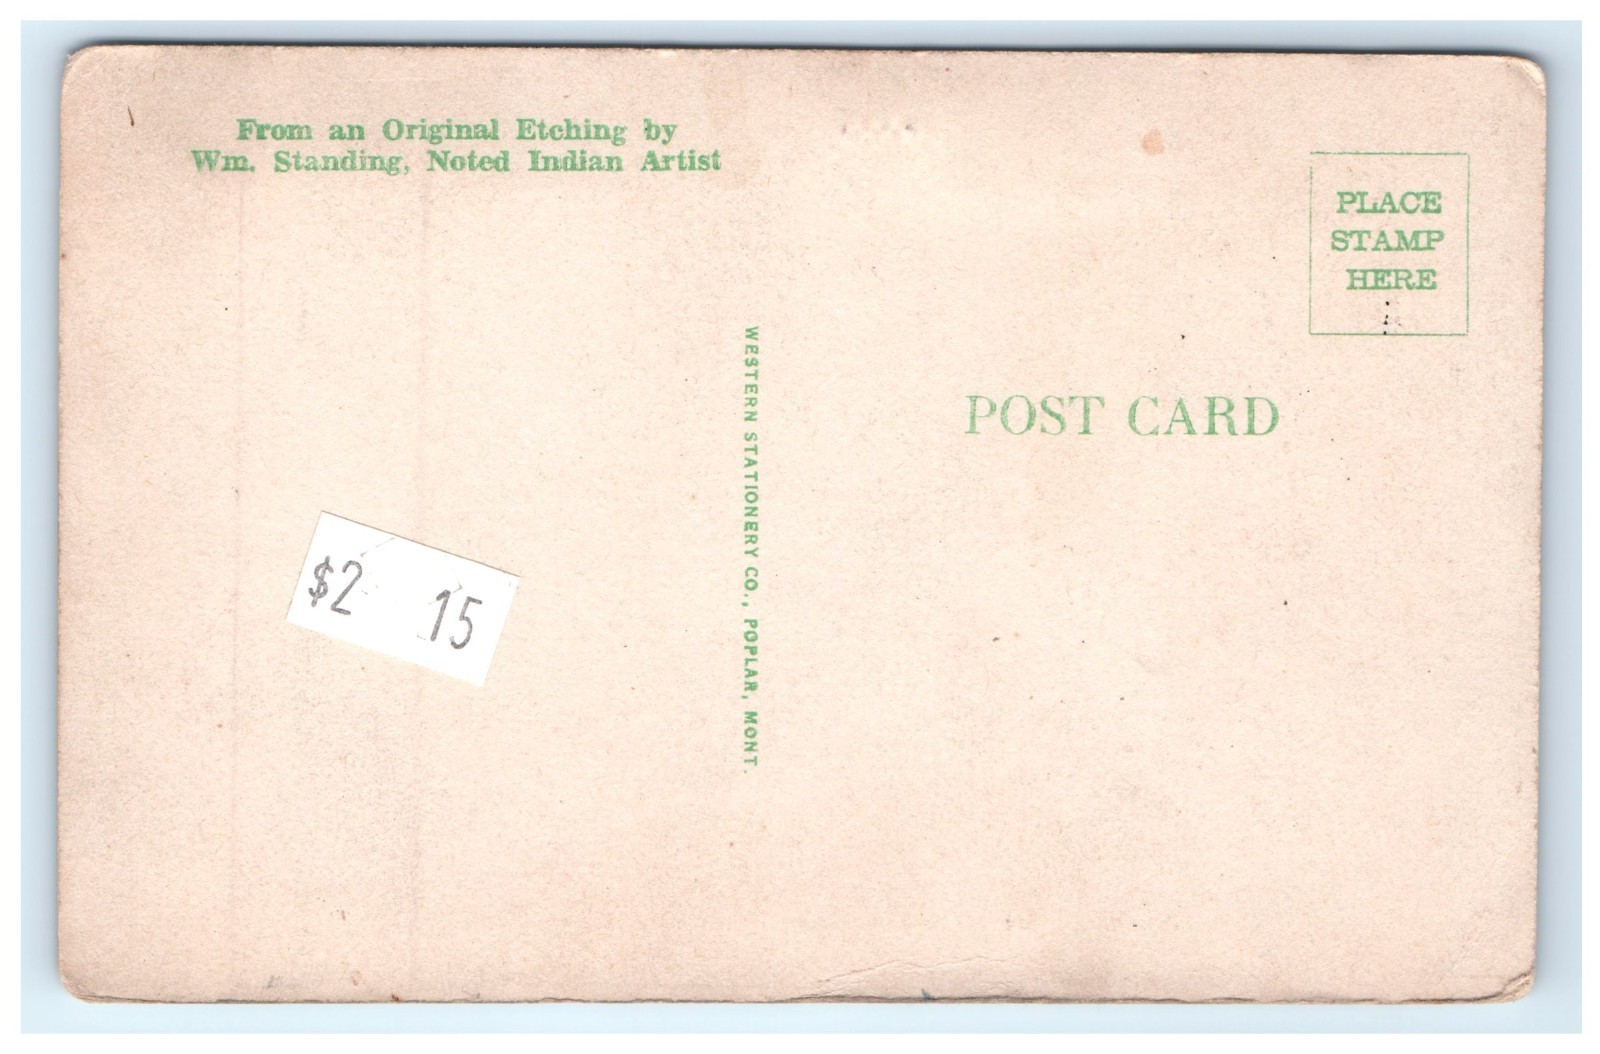 From an Original Etching by
Wm. Standing, Noted Indian Artist
PLACE
STAMP
HERE
WESTERN STATIONERY CO., POPLAR, MONT.
POST CARD
$2 15